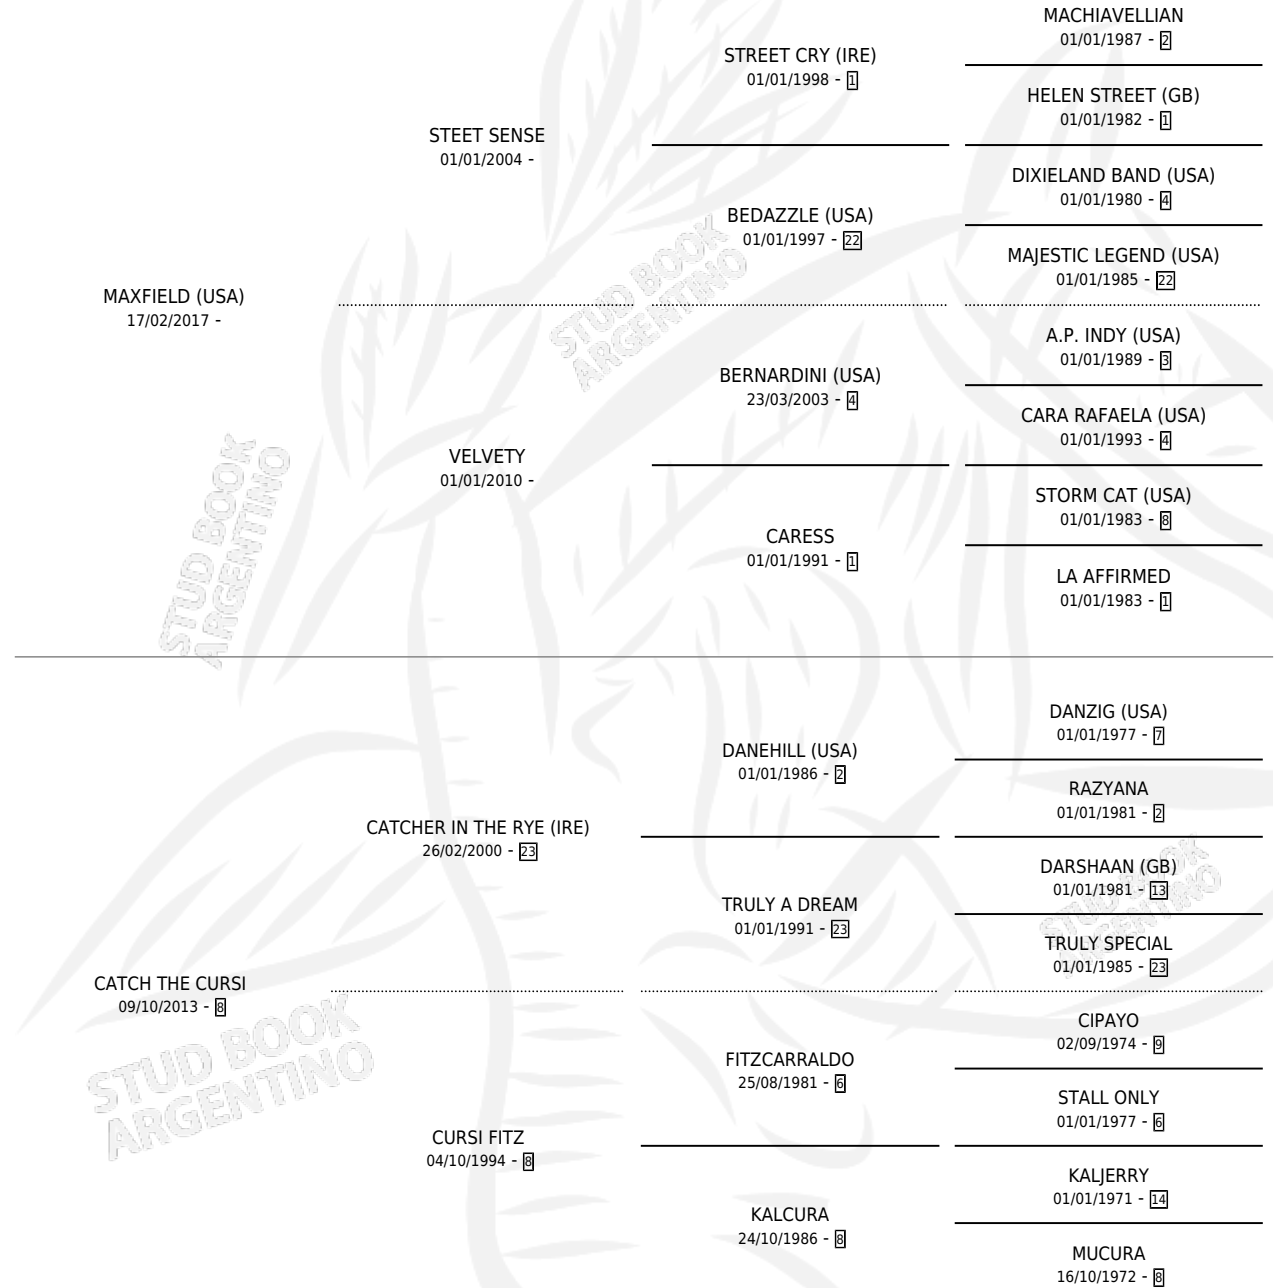 MACHIAVELLIAN
01/01/1987 - 2
STREET CRY (IRE)
01/01/1998 - 1
HELEN STREET (GB)
01/01/1982 - 1
STEET SENSE
01/01/2004 -
DIXIELAND BAND (USA)
01/01/1980 - 4
BEDAZZLE (USA)
01/01/1997 - 22
MAJESTIC LEGEND (USA)
01/01/1985 - 22
MAXFIELD (USA)
17/02/2017 -
A.P. INDY (USA)
01/01/1989 - 3
BERNARDINI (USA)
23/03/2003 - 4
CARA RAFAELA (USA)
01/01/1993 - 4
VELVETY
01/01/2010 -
STORM CAT (USA)
01/01/1983 - 8
CARESS
01/01/1991 - 1
LA AFFIRMED
01/01/1983 - 1
STUD BOOK
ARGENTINO
STUD BOOK
ARGENTINO
DANZIG (USA)
01/01/1977 - 7
DANEHILL (USA)
01/01/1986 - 2
RAZYANA
01/01/1981 - 2
CATCHER IN THE RYE (IRE)
26/02/2000 - 23
DARSHAAN (GB)
01/01/1981 - 13
TRULY A DREAM
01/01/1991 - 23
TRULY SPECIAL
01/01/1985 - 23
CATCH THE CURSI
09/10/2013 - 8
CIPAYO
02/09/1974 - 9
FITZCARRALDO
25/08/1981 - 6
STALL ONLY
01/01/1977 - 6
CURSI FITZ
04/10/1994 - 8
KALJERRY
01/01/1971 - 14
KALCURA
24/10/1986 - 8
MUCURA
16/10/1972 - 8
STUD BOOK
ARGENTINO
STUD BOOK
ARGENTINO